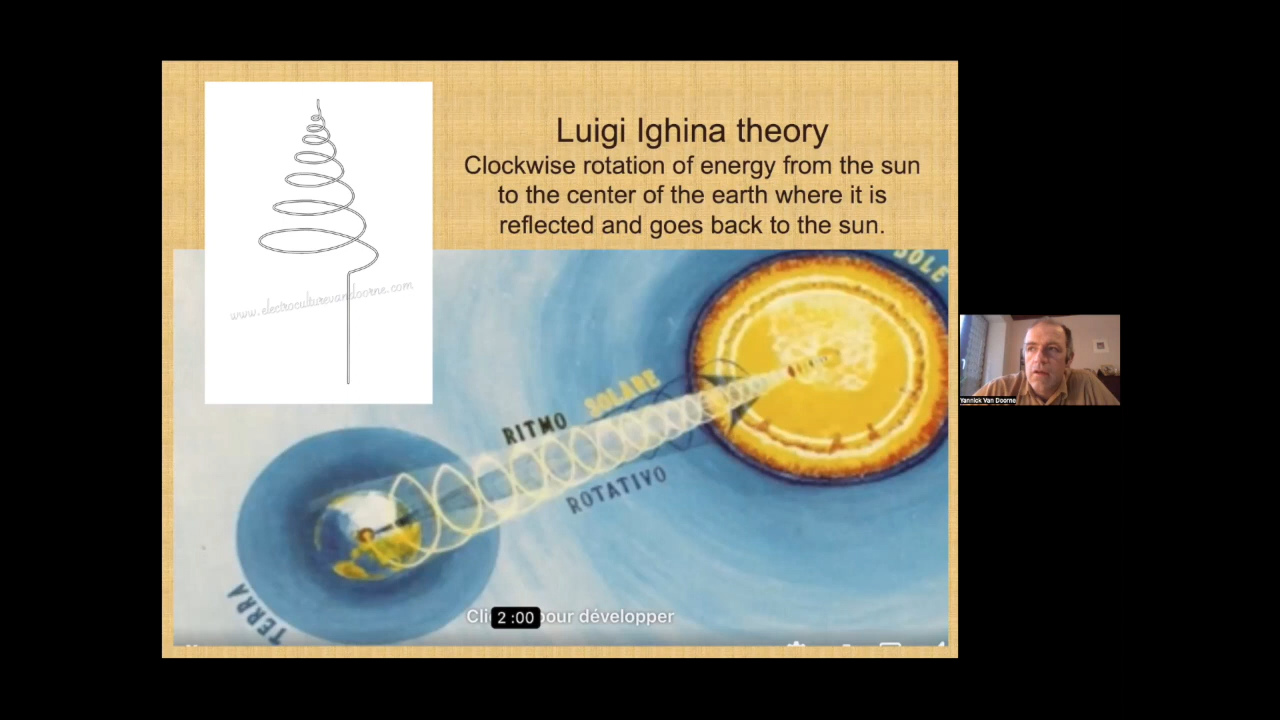 Luigi Ighina theory
Clockwise rotation of energy from the sun
to the center of the earth where it is
reflected and goes back to the sun.
www.electroculturevandoorne.com
SOLE
RITMO SOLARE
ROTATIVO
TERRA
2 :00 pour développer
Yannick Van Doorne